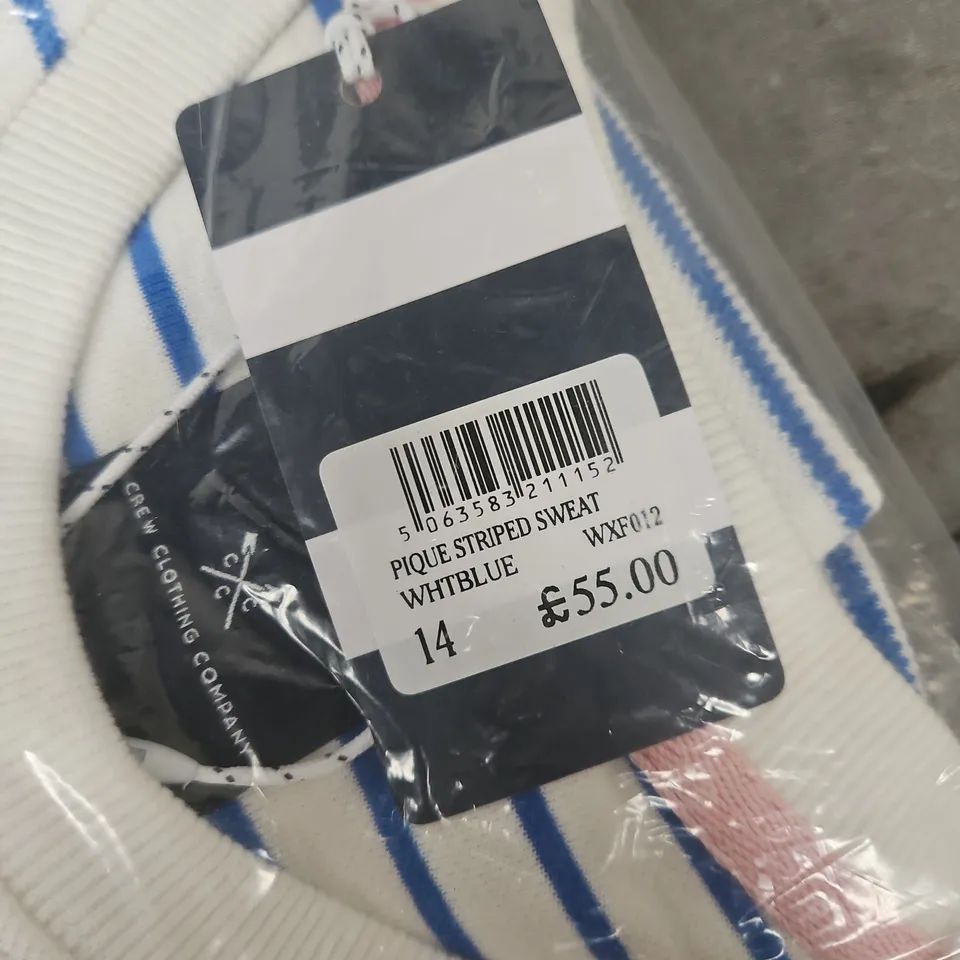 5 063583 211152
PIQUE STRIPED SWEAT
WHTBLUE WXF012
14 £55.00
CREW CLOTHING COMPANY
C C
C C